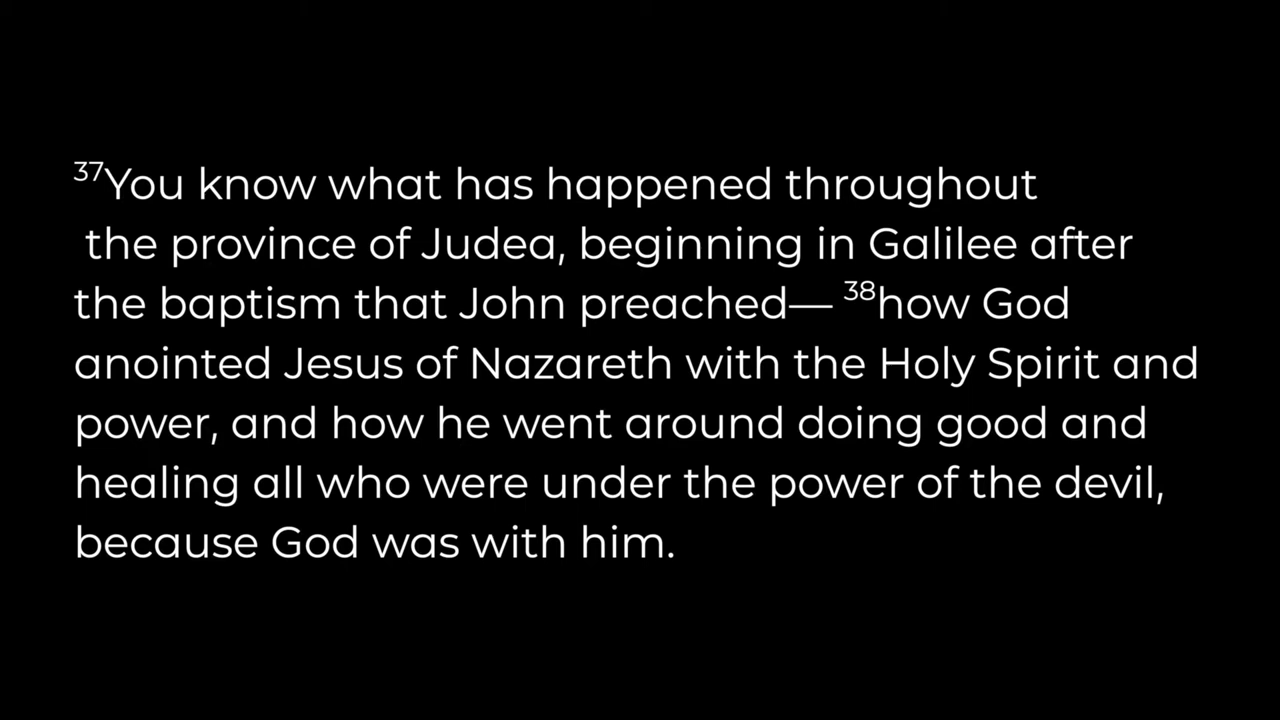 37You know what has happened throughout
the province of Judea, beginning in Galilee after
the baptism that John preached— 38how God
anointed Jesus of Nazareth with the Holy Spirit and
power, and how he went around doing good and
healing all who were under the power of the devil,
because God was with him.